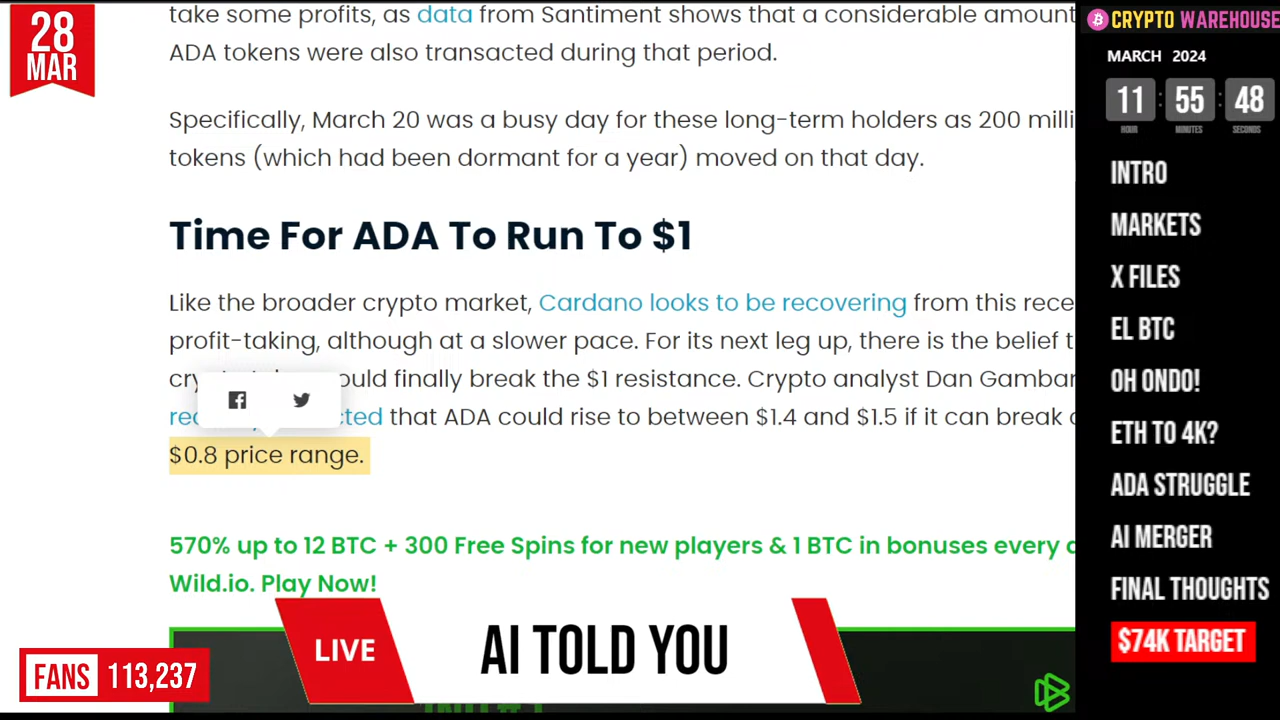 28
MAR
take some profits, as data from Santiment shows that a considerable amount
ADA tokens were also transacted during that period.
Specifically, March 20 was a busy day for these long-term holders as 200 milli
tokens (which had been dormant for a year) moved on that day.
Time For ADA To Run To $1
Like the broader crypto market, Cardano looks to be recovering from this rece
profit-taking, although at a slower pace. For its next leg up, there is the belief t
ould finally break the $1 resistance. Crypto analyst Dan Gambar
that ADA could rise to between $1.4 and $1.5 if it can break
$0.8 price range.
570% up to 12 BTC + 300 Free Spins for new players & 1 BTC in bonuses every
Wild.io. Play Now!
LIVE
AI TOLD YOU
FANS 113,237
CRYPTO WAREHOUSE
MARCH 2024
11 : 55 : 48
HOUR MINUTES SECONDS
INTRO
MARKETS
X FILES
EL BTC
OH ONDO!
ETH TO 4K?
ADA STRUGGLE
AI MERGER
FINAL THOUGHTS
$74K TARGET